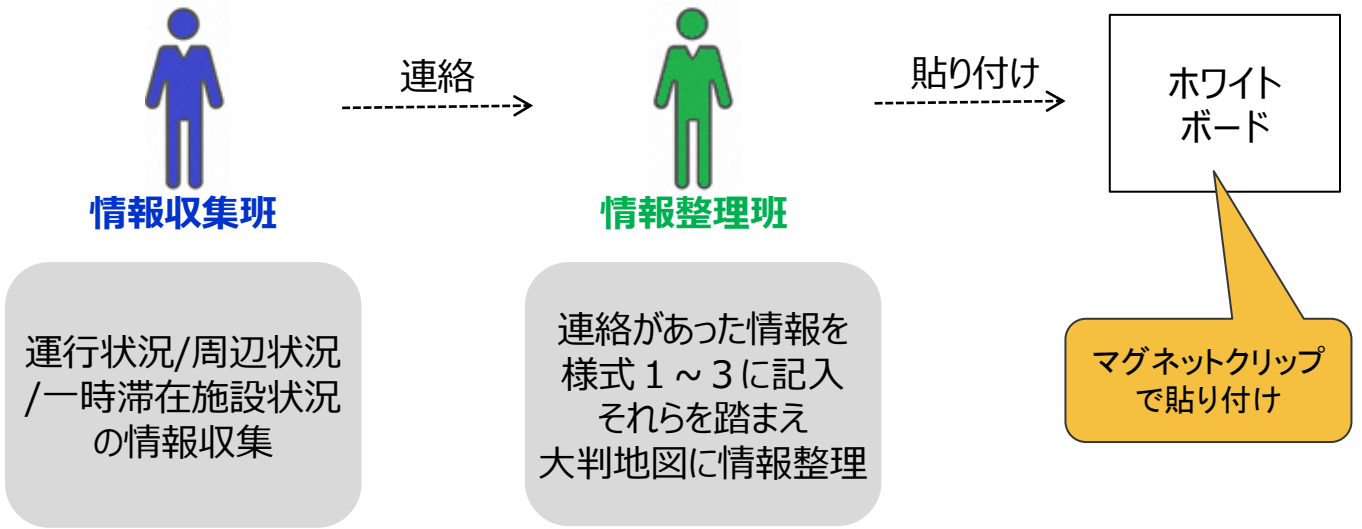 連絡
貼り付け
ホワイト
ボード
情報収集班
情報整理班
運行状況/周辺状況
/一時滞在施設状況
の情報収集
連絡があった情報を
様式１～３に記入
それらを踏まえ
大判地図に情報整理
マグネットクリップ
で貼り付け